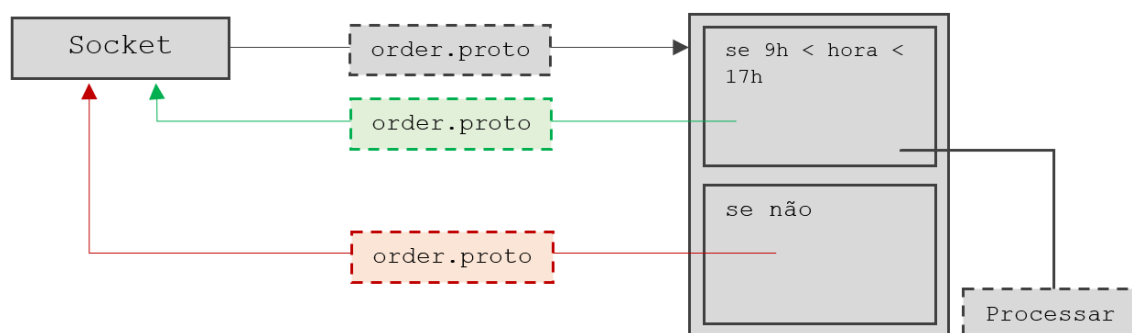 Socket
order.proto
se 9h < hora <
17h
order.proto
se não
order.proto
Processar